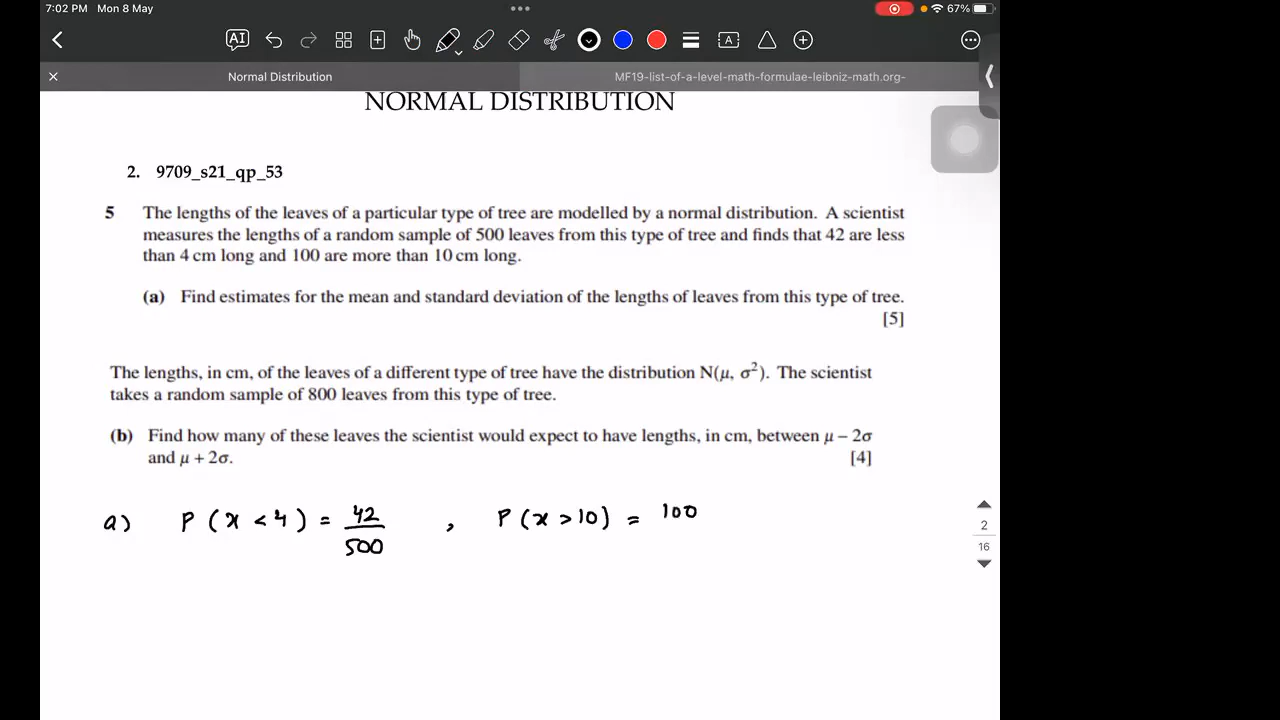 7:02 PM Mon 8 May
67%
AI
A
Normal Distribution
MF19-list-of-a-level-math-formulae-leibniz-math.org-
NORMAL DISTRIBUTION
2. 9709_s21_qp_53
5 The lengths of the leaves of a particular type of tree are modelled by a normal distribution. A scientist
measures the lengths of a random sample of 500 leaves from this type of tree and finds that 42 are less
than 4 cm long and 100 are more than 10 cm long.
(a) Find estimates for the mean and standard deviation of the lengths of leaves from this type of tree.
[5]
The lengths, in cm, of the leaves of a different type of tree have the distribution N(μ, σ²). The scientist
takes a random sample of 800 leaves from this type of tree.
(b) Find how many of these leaves the scientist would expect to have lengths, in cm, between μ − 2σ
and μ + 2σ. [4]
a) P(x < 4) = 42/500 , P(x > 10) = 100
2
16